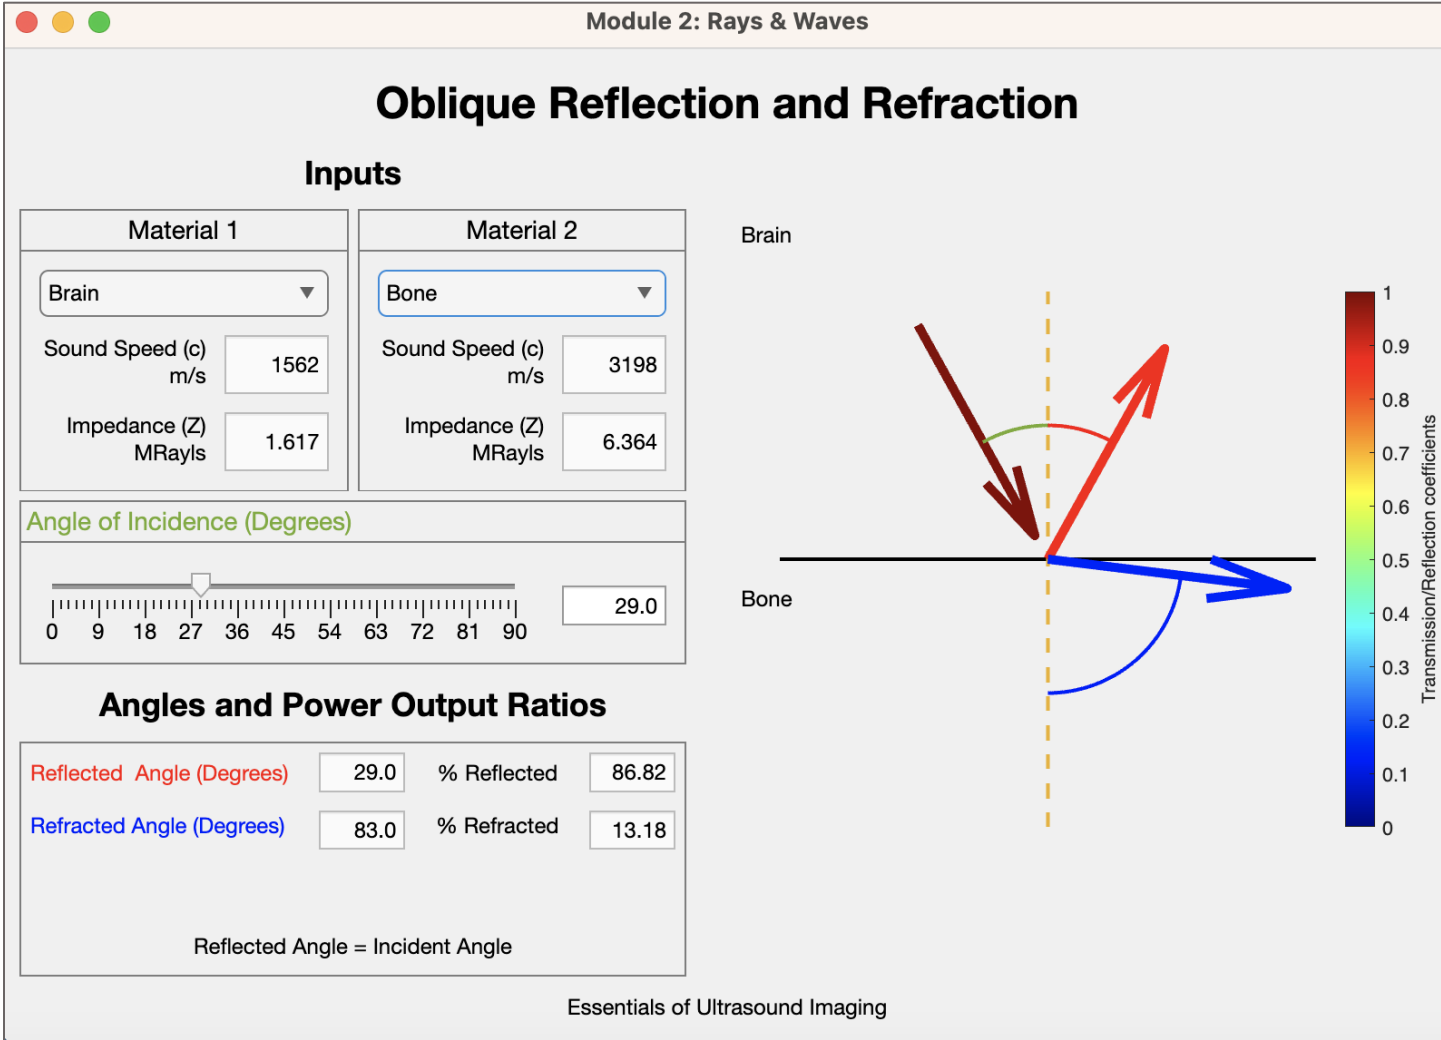 Module 2: Rays & Waves
Oblique Reflection and Refraction
Inputs
Material 1
Brain
Sound Speed (c)
m/s
1562
Impedance (Z)
MRayls
1.617
Material 2
Bone
Sound Speed (c)
m/s
3198
Impedance (Z)
MRayls
6.364
Angle of Incidence (Degrees)
0 9 18 27 36 45 54 63 72 81 90
29.0
Angles and Power Output Ratios
Reflected Angle (Degrees) 29.0 % Reflected 86.82
Refracted Angle (Degrees) 83.0 % Refracted 13.18
Reflected Angle = Incident Angle
Brain
Bone
1
0.9
0.8
0.7
0.6
0.5
0.4
0.3
0.2
0.1
0
Transmission/Reflection coefficients
Essentials of Ultrasound Imaging